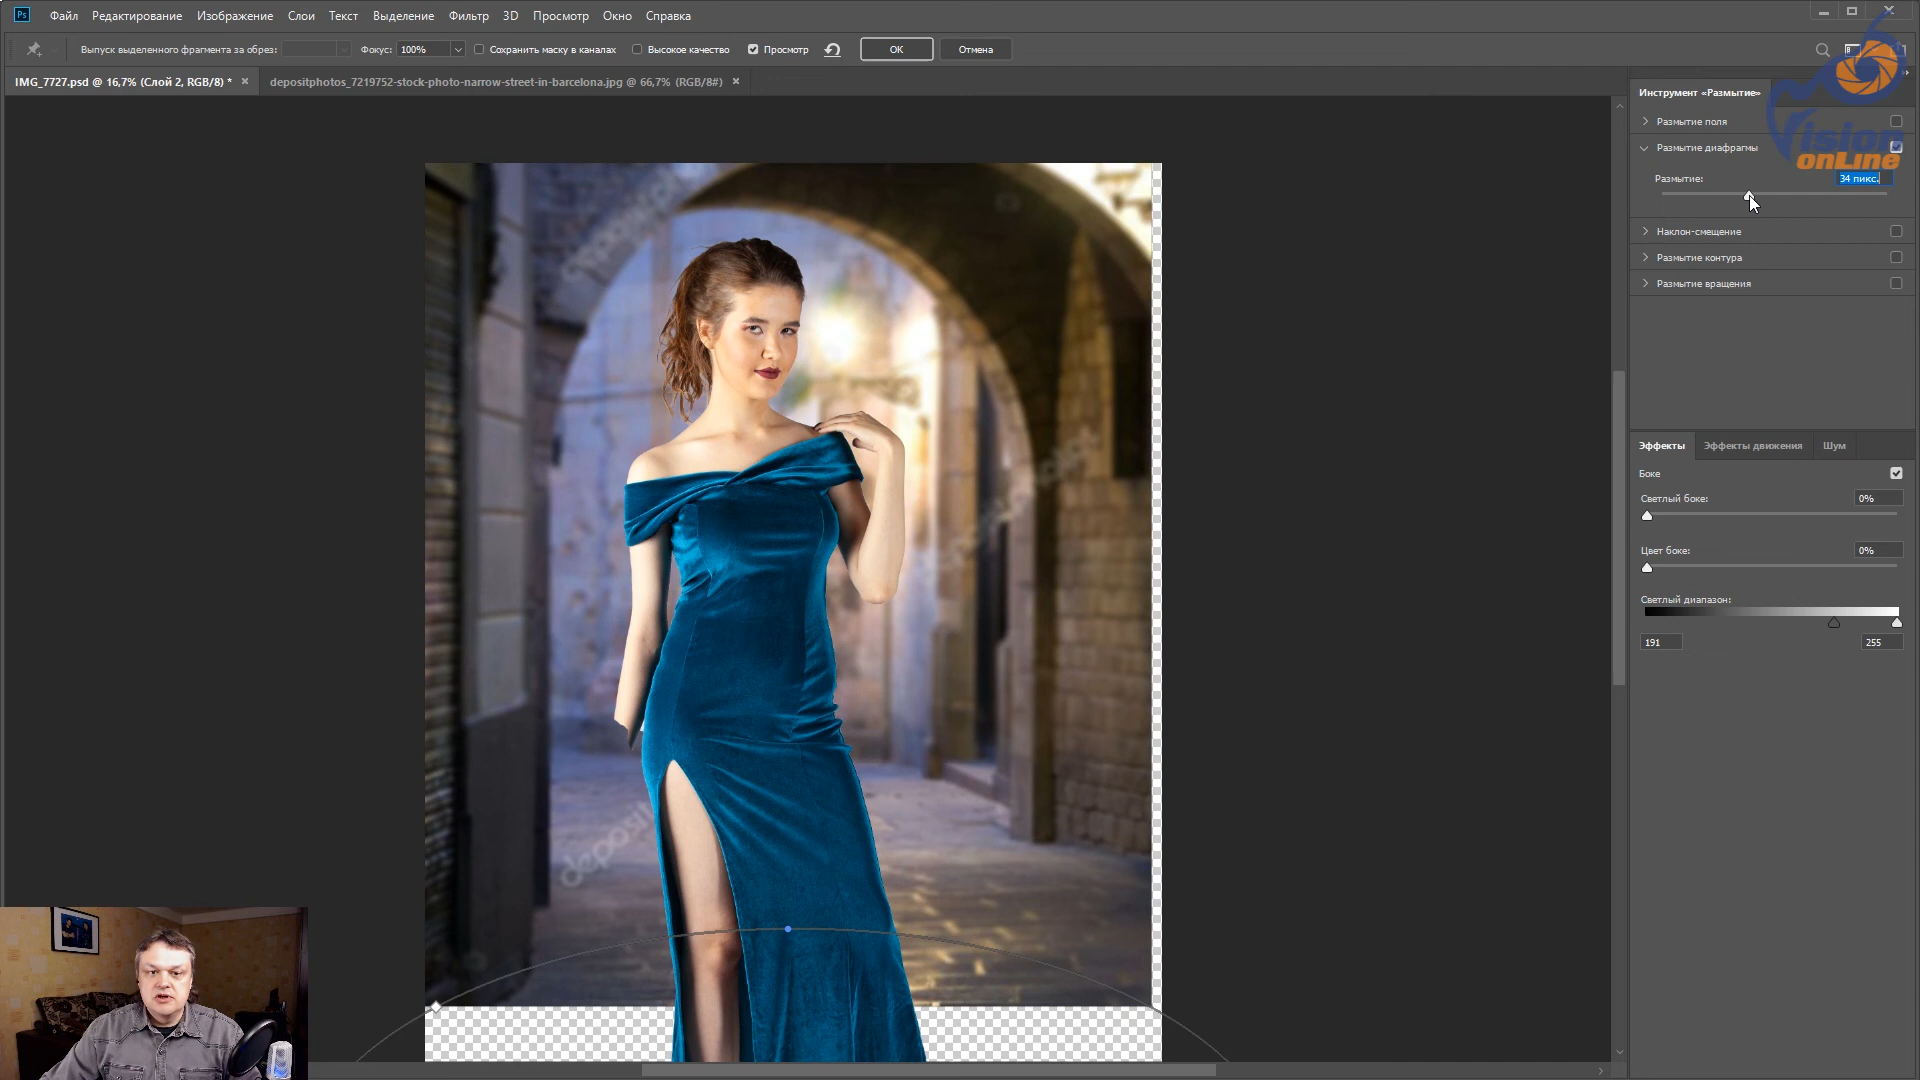 Ps Файл Редактирование Изображение Слои Текст Выделение Фильтр 3D Просмотр Окно Справка
Выпуск выделенного фрагмента за обрез: Фокус: 100% Сохранить маску в каналах Высокое качество Просмотр ОК Отмена
IMG_7727.psd @ 16,7% (Слой 2, RGB/8) * × depositphotos_7219752-stock-photo-narrow-street-in-barcelona.jpg @ 66,7% (RGB/8#) ×
Инструмент «Размытие»
Размытие поля
Vision
onLine
Размытие диафрагмы
Размытие: 34 пикс.
Наклон-смещение
Размытие контура
Размытие вращения
Эффекты Эффекты движения Шум
Боке
Светлый боке: 0%
Цвет боке: 0%
Светлый диапазон:
191 255